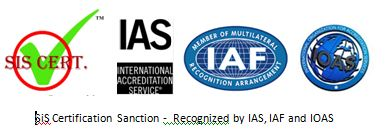 SIS CERT.
TM
IAS
INTERNATIONAL
ACCREDITATION
SERVICE®
MEMBER OF MULTILATERAL
IAF
RECOGNITION ARRANGEMENT
IOAS
SiS Certification Sanction - Recognized by IAS, IAF and IOAS